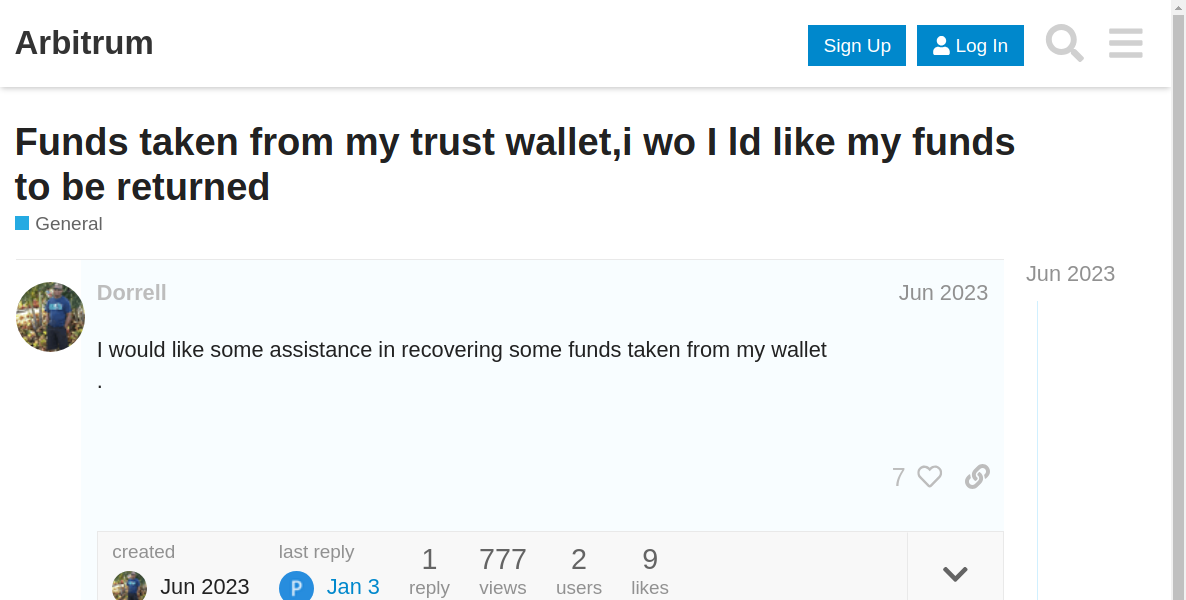 Arbitrum
Sign Up
Log In
Funds taken from my trust wallet,i wo I ld like my funds
to be returned
General
Dorrell
Jun 2023
Jun 2023
I would like some assistance in recovering some funds taken from my wallet
.
7
created
last reply
1
777
2
9
Jun 2023
P
Jan 3
reply
views
users
likes